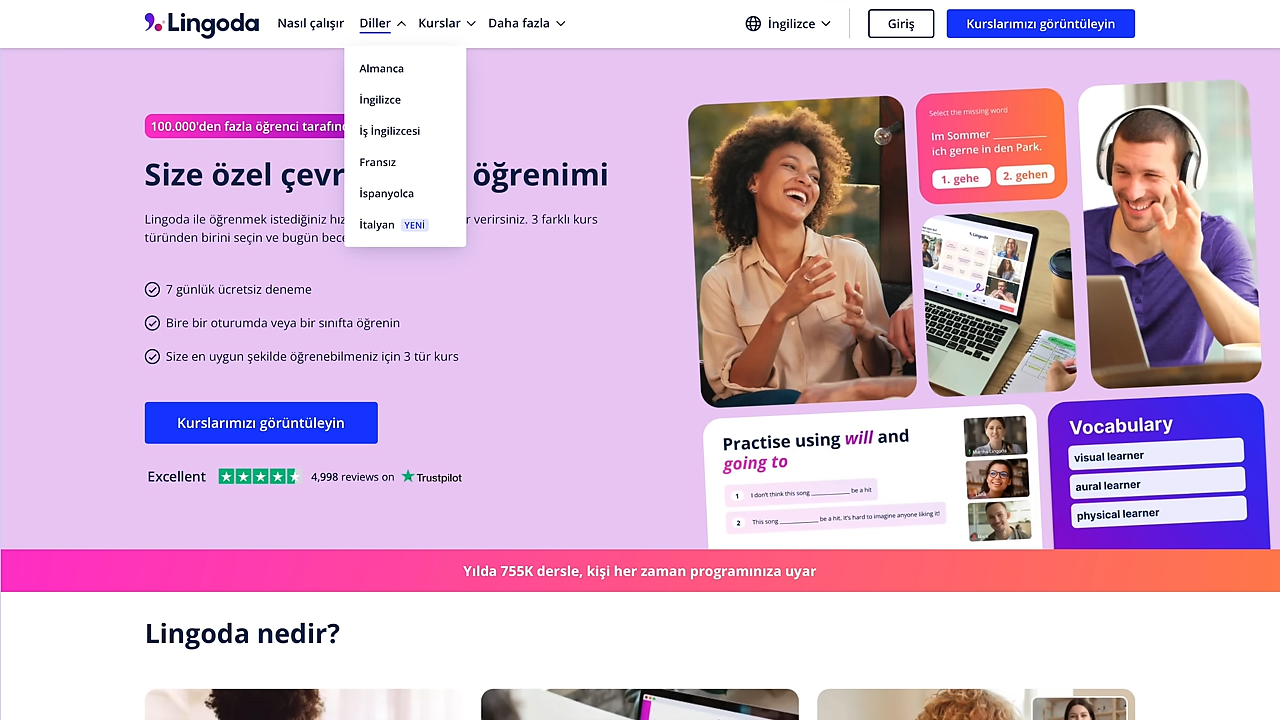 Lingoda
Nasıl çalışır
Diller
Kurslar
Daha fazla
İngilizce
Giriş
Kurslarımızı görüntüleyin
Almanca
İngilizce
İş İngilizcesi
Fransız
İspanyolca
İtalyan YENİ
100.000'den fazla öğrenci
Size özel öğrenimi
Lingoda ile öğrenmek istediğiniz verirsiniz. 3 farklı kurs
türünden birini seçin ve bugün
7 günlük ücretsiz deneme
Bire bir oturumda veya bir sınıfta öğrenin
Size en uygun şekilde öğrenebilmeniz için 3 tür kurs
Kurslarımızı görüntüleyin
Excellent
4,998 reviews on
Trustpilot
Select the missing word
Im Sommer __________
ich gerne in den Park.
1. gehe
2. gehen
Lingoda
Practise using will and
going to
1 I don't think this song __________ be a hit
2 This song __________ be a hit, it's hard to imagine anyone liking it!
Vocabulary
visual learner
aural learner
physical learner
Yılda 755K dersle, kişi her zaman programınıza uyar
Lingoda nedir?